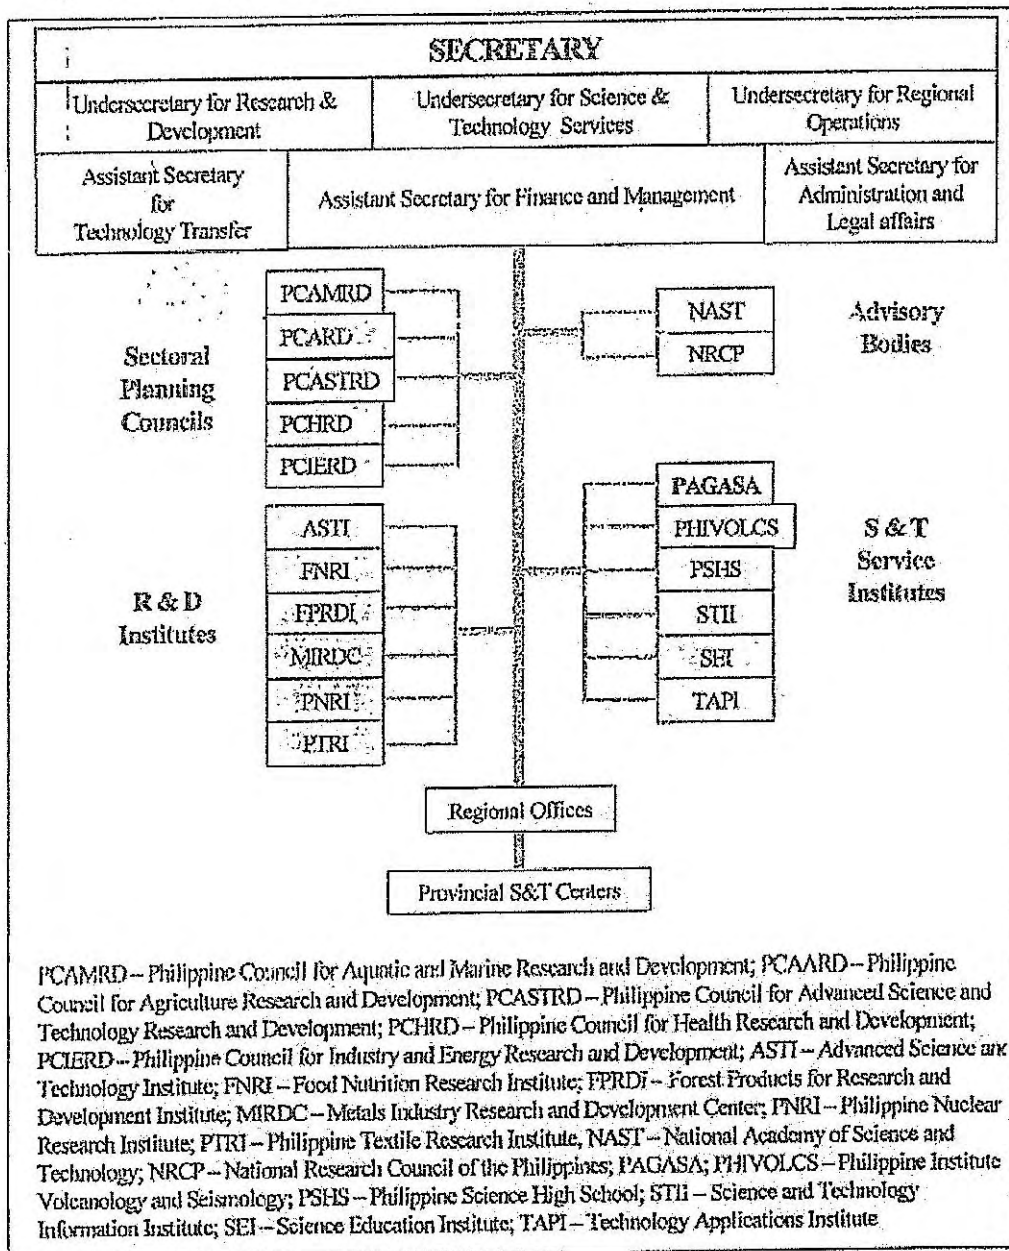 SECRETARY
Undersecretary for Research &
Development
Undersecretary for Science &
Technology Services
Undersecretary for Regional
Operations
Assistant Secretary
for
Technology Transfer
Assistant Secretary for Finance and Management
Assistant Secretary for
Administration and
Legal affairs
Sectoral
Planning
Councils
PCAMRD
PCARD
PCASTRD
PCHRD
PCIERD
NAST
NRCP
Advisory
Bodies
R & D
Institutes
ASTI
FNRI
FPRDI
MIRDC
PNRI
PTRI
PAGASA
PHIVOLCS
PSHS
STII
SEI
TAPI
S & T
Service
Institutes
Regional Offices
Provincial S&T Centers
PCAMRD – Philippine Council for Aquatic and Marine Research and Development; PCAARD – Philippine
Council for Agriculture Research and Development; PCASTRD – Philippine Council for Advanced Science and
Technology Research and Development; PCHRD – Philippine Council for Health Research and Development;
PCIERD – Philippine Council for Industry and Energy Research and Development; ASTI – Advanced Science an
Technology Institute; FNRI – Food Nutrition Research Institute; FPRDI – Forest Products for Research and
Development Institute; MIRDC – Metals Industry Research and Development Center; PNRI – Philippine Nuclear
Research Institute; PTRI – Philippine Textile Research Institute, NAST – National Academy of Science and
Technology; NRCP – National Research Council of the Philippines; PAGASA; PHIVOLCS – Philippine Institute
Volcanology and Seismology; PSHS – Philippine Science High School; STIi – Science and Technology
Information Institute; SEI – Science Education Institute; TAPI – Technology Applications Institute